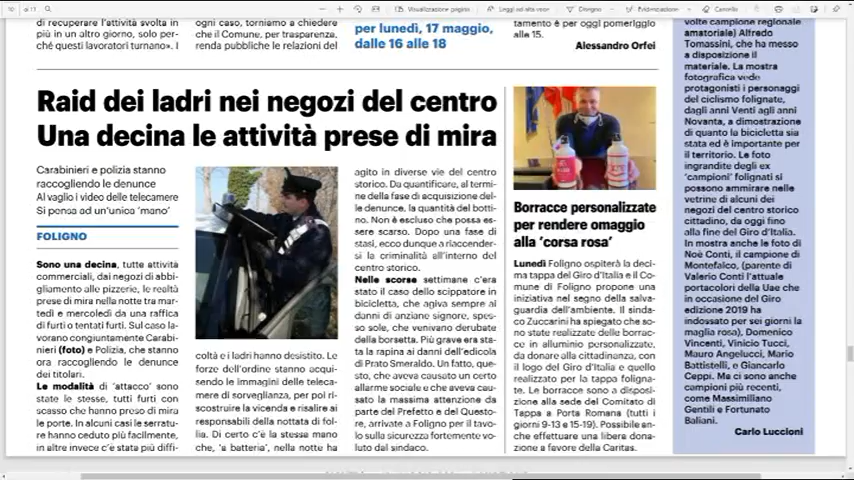 10 di 17
Visualizzazione pagina
Leggi ad alta voce
Disegno
Evidenziazione
Cancella
di recuperare l'attività svolta in
più in un altro giorno, solo per-
ché questi lavoratori turnano». I
ogni caso, torniamo a chiedere
che il Comune, per trasparenza,
renda pubbliche le relazioni del
per lunedì, 17 maggio,
dalle 16 alle 18
tamento è per oggi pomeriggio
alle 15.
Alessandro Orfei
Raid dei ladri nei negozi del centro
Una decina le attività prese di mira
Carabinieri e polizia stanno
raccogliendo le denunce
Al vaglio i video delle telecamere
Si pensa ad un'unica 'mano'
FOLIGNO
Sono una decina, tutte attività
commerciali, dai negozi di abbi-
gliamento alle pizzerie, le realtà
prese di mira nella notte tra mar-
tedì e mercoledì da una raffica
di furti o tentati furti. Sul caso la-
vorano congiuntamente Carabi-
nieri (foto) e Polizia, che stanno
ora raccogliendo le denunce
dei titolari.
Le modalità di 'attacco' sono
state le stesse, tutti furti con
scasso che hanno preso di mira
le porte. In alcuni casi le serratu-
re hanno ceduto più facilmente,
in altre invece c'è stata più diffi-
coltà e i ladri hanno desistito. Le
forze dell'ordine stanno acqui-
sendo le immagini delle teleca-
mere di sorveglianza, per poi ri-
costruire la vicenda e risalire ai
responsabili della nottata di fol-
lia. Di certo c'è la stessa mano
che, 'a batteria', nella notte ha
agito in diverse vie del centro
storico. Da quantificare, al termi-
ne della fase di acquisizione del-
le denunce, la quantità del botti-
no. Non è escluso che possa es-
sere scarso. Dopo una fase di
stasi, ecco dunque a riaccender-
si la criminalità all'interno del
centro storico.
Nelle scorse settimane c'era
stato il caso dello scippatore in
bicicletta, che agiva sempre ai
danni di anziane signore, spes-
so sole, che venivano derubate
della borsetta. Più grave era sta-
ta la rapina ai danni dell'edicola
di Prato Smeraldo. Un fatto, que-
sto, che aveva causato un certo
allarme sociale e che aveva cau-
sato la massima attenzione da
parte del Prefetto e del Questo-
re, arrivate a Foligno per il tavo-
lo sulla sicurezza fortemente vo-
luto dal sindaco.
Borracce personalizzate
per rendere omaggio
alla 'corsa rosa'
Lunedì Foligno ospiterà la deci-
ma tappa del Giro d'Italia e il Co-
mune di Foligno propone una
iniziativa nel segno della salva-
guardia dell'ambiente. Il sinda-
co Zuccarini ha spiegato che so-
no state realizzate delle borrac-
ce in alluminio personalizzate,
da donare alla cittadinanza, con
il logo del Giro d'Italia e quello
realizzato per la tappa foligna-
te. Le borracce sono a disposi-
zione alla sede del Comitato di
Tappa a Porta Romana (tutti i
giorni 9-13 e 15-19). Possibile an-
che effettuare una libera dona-
zione a favore della Caritas.
volte campione regionale
amatoriale) Alfredo
Tomassini, che ha messo
a disposizione il
materiale. La mostra
fotografica vede
protagonisti i personaggi
del ciclismo folignate,
dagli anni Venti agli anni
Novanta, a dimostrazione
di quanto la bicicletta sia
stata ed è importante per
il territorio. Le foto
ingrandite degli ex
'campioni' folignati si
possono ammirare nelle
vetrine di alcuni dei
negozi del centro storico
cittadino, da oggi fino
alla fine del Giro d'Italia.
In mostra anche le foto di
Noè Conti, il campione di
Montefalco, (parente di
Valerio Conti l'attuale
portacolori della Uae che
in occasione del Giro
edizione 2019 ha
indossato per sei giorni la
maglia rosa), Domenico
Vincenti, Vinicio Tucci,
Mauro Angelucci, Mario
Battistelli, e Giancarlo
Ceppi. Ma ci sono anche
campioni più recenti,
come Massimiliano
Gentili e Fortunato
Baliani.
Carlo Luccioni